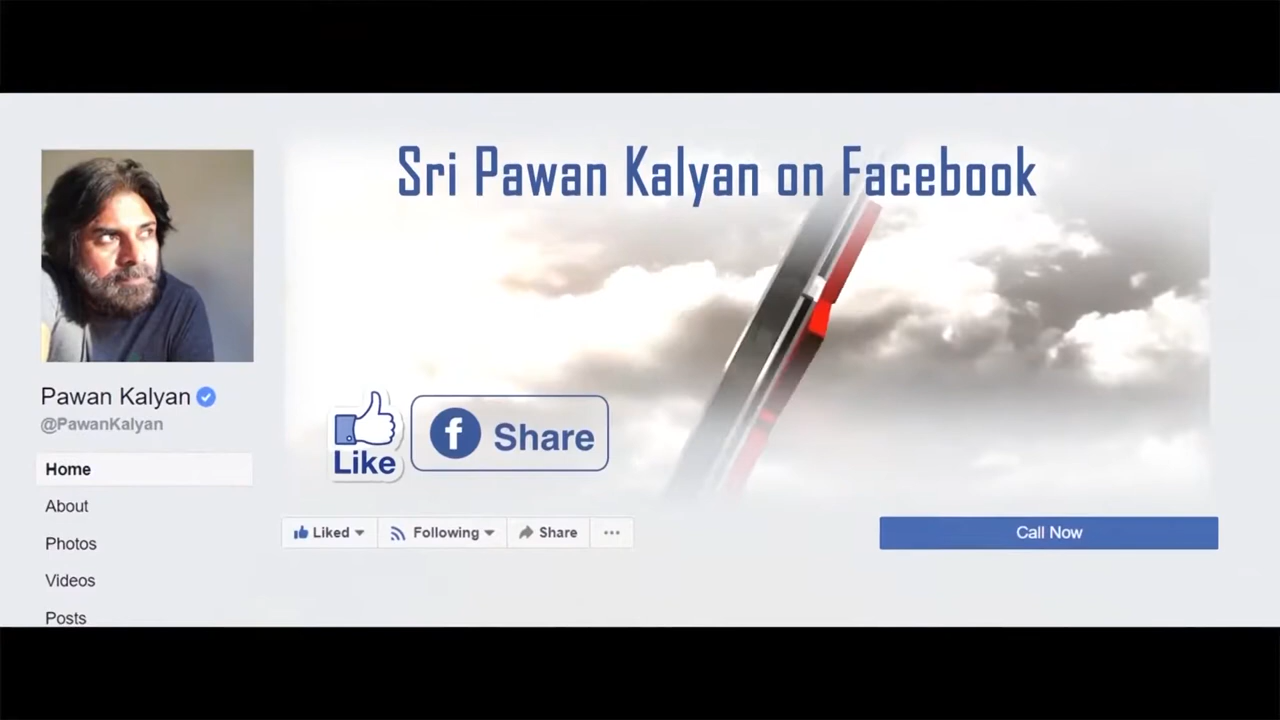 Sri Pawan Kalyan on Facebook
Pawan Kalyan
@PawanKalyan
Home
About
Photos
Videos
Posts
Like
f Share
Liked
Following
Share
...
Call Now